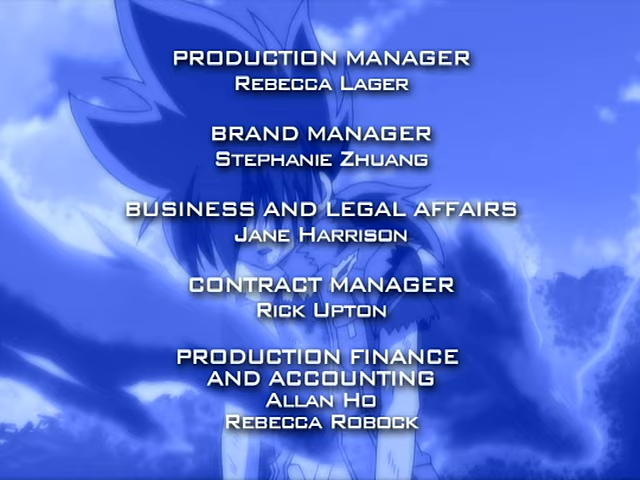 PRODUCTION MANAGER
REBECCA LAGER
BRAND MANAGER
STEPHANIE ZHUANG
BUSINESS AND LEGAL AFFAIRS
JANE HARRISON
CONTRACT MANAGER
RICK UPTON
PRODUCTION FINANCE
AND ACCOUNTING
ALLAN HO
REBECCA ROBOCK